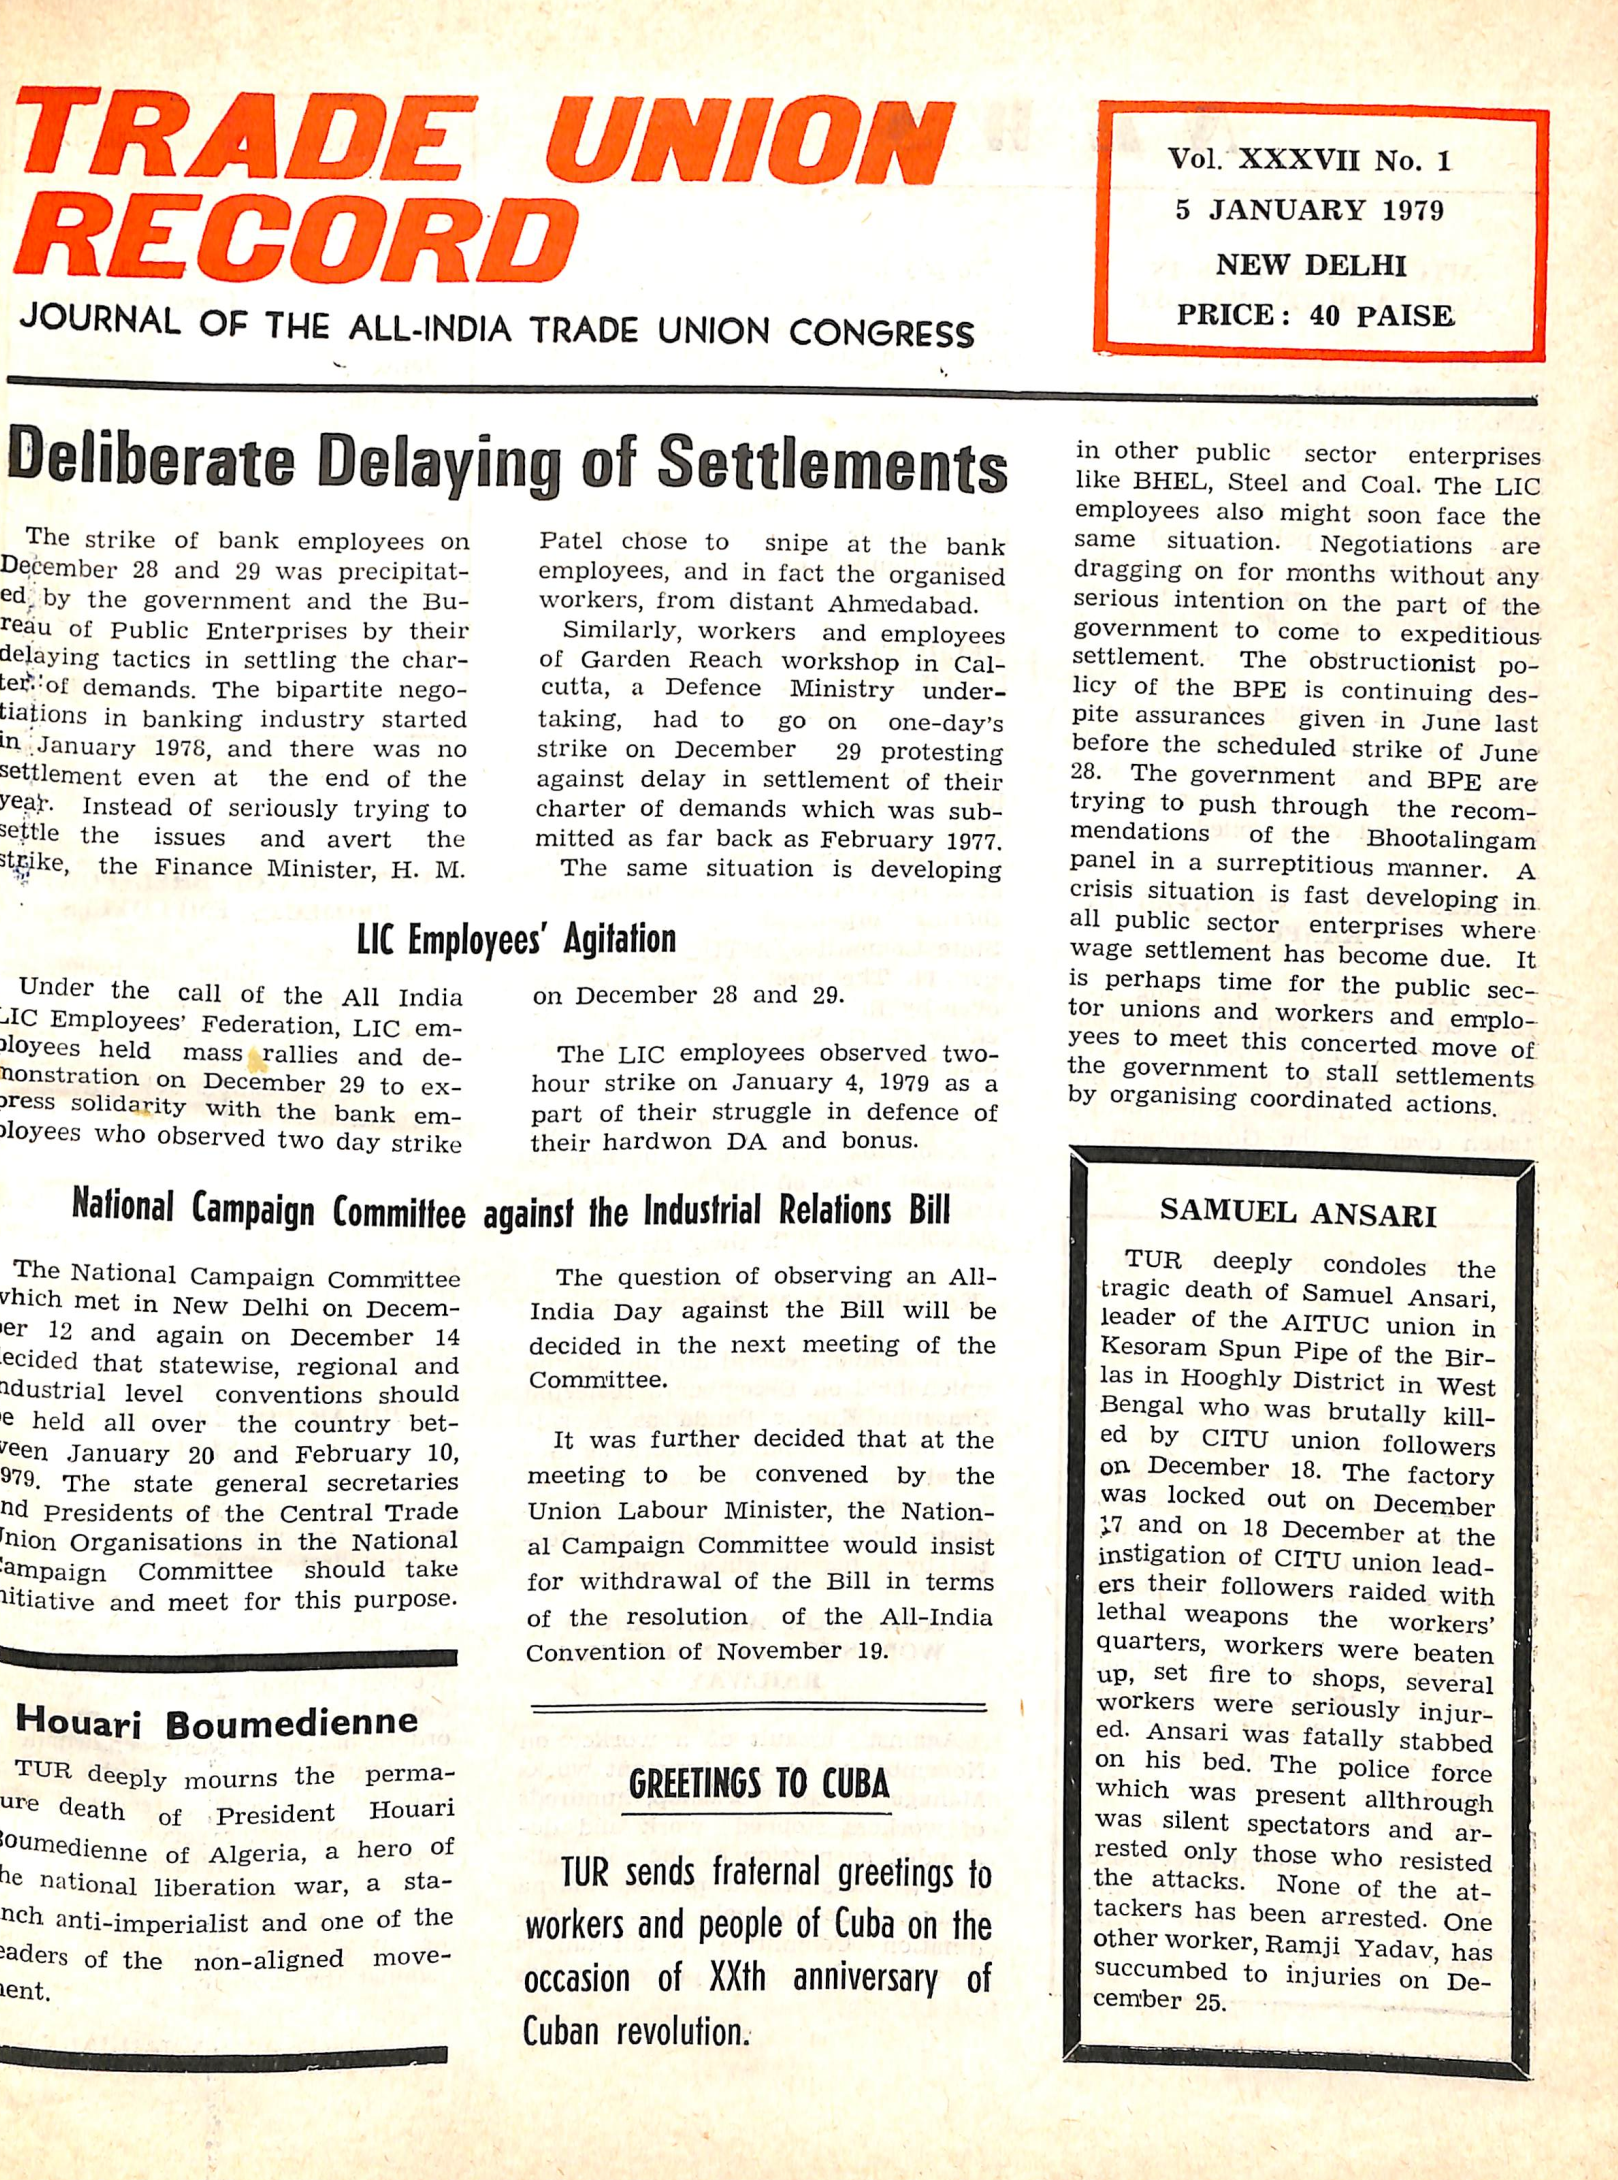 TRADE UNION
RECORD
JOURNAL OF THE ALL-INDIA TRADE UNION CONGRESS
Vol. XXXVII No. 1
5 JANUARY 1979
NEW DELHI
PRICE: 40 PAISE
Deliberate Delaying of Settlements
The strike of bank employees on
December 28 and 29 was precipitat-
ed by the government and the Bu-
reau of Public Enterprises by their
delaying tactics in settling the char-
ter of demands. The bipartite nego-
tiations in banking industry started
in January 1978, and there was no
settlement even at the end of the
year. Instead of seriously trying to
settle the issues and avert the
strike, the Finance Minister, H. M.
Patel chose to snipe at the bank
employees, and in fact the organised
workers, from distant Ahmedabad.
Similarly, workers and employees
of Garden Reach workshop in Cal-
cutta, a Defence Ministry under-
taking, had to go on one-day's
strike on December 29 protesting
against delay in settlement of their
charter of demands which was sub-
mitted as far back as February 1977.
The same situation is developing
in other public sector enterprises
like BHEL, Steel and Coal. The LIC
employees also might soon face the
same situation. Negotiations are
dragging on for months without any
serious intention on the part of the
government to come to expeditious
settlement. The obstructionist po-
licy of the BPE is continuing des-
pite assurances given in June last
before the scheduled strike of June
28. The government and BPE are
trying to push through the recom-
mendations of the Bhootalingam
panel in a surreptitious manner. A
crisis situation is fast developing in
all public sector enterprises where
wage settlement has become due. It
is perhaps time for the public sec-
tor unions and workers and emplo-
yees to meet this concerted move of
the government to stall settlements
by organising coordinated actions.
LIC Employees' Agitation
Under the call of the All India
LIC Employees' Federation, LIC em-
ployees held mass rallies and de-
monstration on December 29 to ex-
press solidarity with the bank em-
ployees who observed two day strike
on December 28 and 29.
The LIC employees observed two-
hour strike on January 4, 1979 as a
part of their struggle in defence of
their hardwon DA and bonus.
National Campaign Committee against the Industrial Relations Bill
The National Campaign Committee
which met in New Delhi on Decem-
er 12 and again on December 14
ecided that statewise, regional and
ndustrial level conventions should
e held all over the country bet-
veen January 20 and February 10,
979. The state general secretaries
nd Presidents of the Central Trade
Union Organisations in the National
Campaign Committee should take
nitiative and meet for this purpose.
The question of observing an All-
India Day against the Bill will be
decided in the next meeting of the
Committee.
It was further decided that at the
meeting to be convened by the
Union Labour Minister, the Nation-
al Campaign Committee would insist
for withdrawal of the Bill in terms
of the resolution of the All-India
Convention of November 19.
Houari Boumedienne
TUR deeply mourns the perma-
ure death of President Houari
Boumedienne of Algeria, a hero of
he national liberation war, a sta-
nch anti-imperialist and one of the
eaders of the non-aligned move-
ent.
GREETINGS TO CUBA
TUR sends fraternal greetings to
workers and people of Cuba on the
occasion of XXth anniversary of
Cuban revolution.
SAMUEL ANSARI
TUR deeply condoles the
tragic death of Samuel Ansari,
leader of the AITUC union in
Kesoram Spun Pipe of the Bir-
las in Hooghly District in West
Bengal who was brutally kill-
ed by CITU union followers
on December 18. The factory
was locked out on December
17 and on 18 December at the
instigation of CITU union lead-
ers their followers raided with
lethal weapons the workers'
quarters, workers were beaten
up, set fire to shops, several
workers were seriously injur-
ed. Ansari was fatally stabbed
on his bed. The police force
which was present allthrough
was silent spectators and ar-
rested only those who resisted
the attacks. None of the at-
tackers has been arrested. One
other worker, Ramji Yadav, has
succumbed to injuries on De-
cember 25.